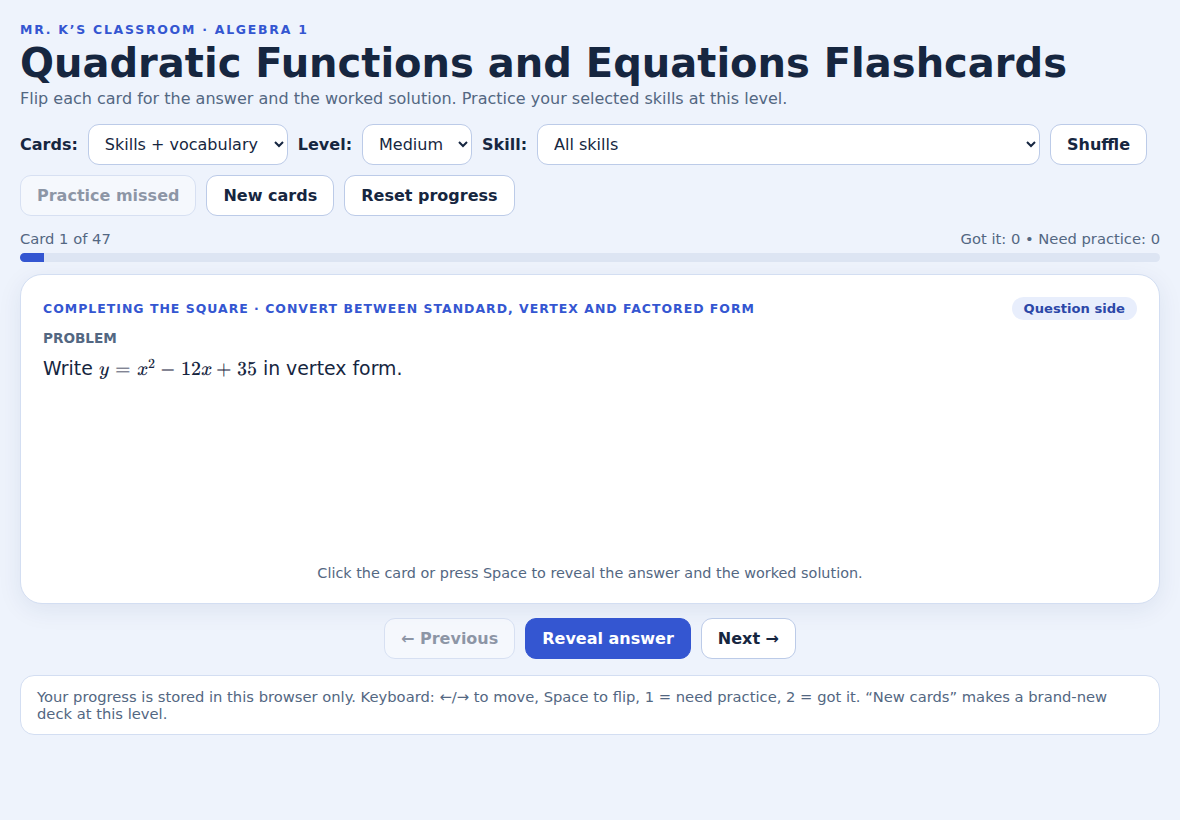 MR. K’S CLASSROOM · ALGEBRA 1
Quadratic Functions and Equations Flashcards
Flip each card for the answer and the worked solution. Practice your selected skills at this level.
Cards: Skills + vocabulary Level: Medium Skill: All skills Shuffle
Practice missed New cards Reset progress
Card 1 of 47 Got it: 0 • Need practice: 0
COMPLETING THE SQUARE · CONVERT BETWEEN STANDARD, VERTEX AND FACTORED FORM Question side
PROBLEM
Write y = x² − 12x + 35 in vertex form.
Click the card or press Space to reveal the answer and the worked solution.
← Previous Reveal answer Next →
Your progress is stored in this browser only. Keyboard: ←/→ to move, Space to flip, 1 = need practice, 2 = got it. “New cards” makes a brand-new
deck at this level.